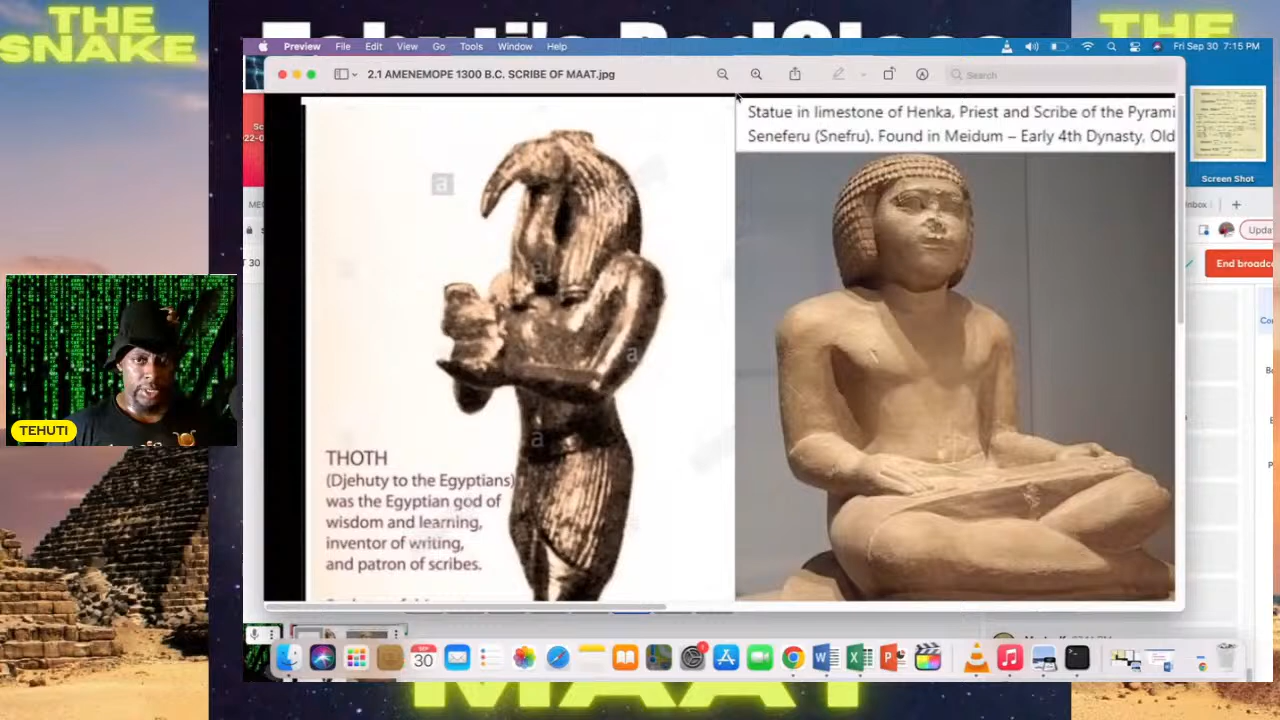 THE
SNAKE
THE
Preview File Edit View Go Tools Window Help
Fri Sep 30 7:15 PM
2.1 AMENEMOPE 1300 B.C. SCRIBE OF MAAT.jpg
Search
Statue in limestone of Henka, Priest and Scribe of the Pyrami
Seneferu (Snefru). Found in Meidum – Early 4th Dynasty, Old
a
a
a
a
THOTH
(Djehuty to the Egyptians)
was the Egyptian god of
wisdom and learning,
inventor of writing,
and patron of scribes.
Screen Shot
Inbox
Upda
End broadc
TEHUTI
SEP
30
MAAT